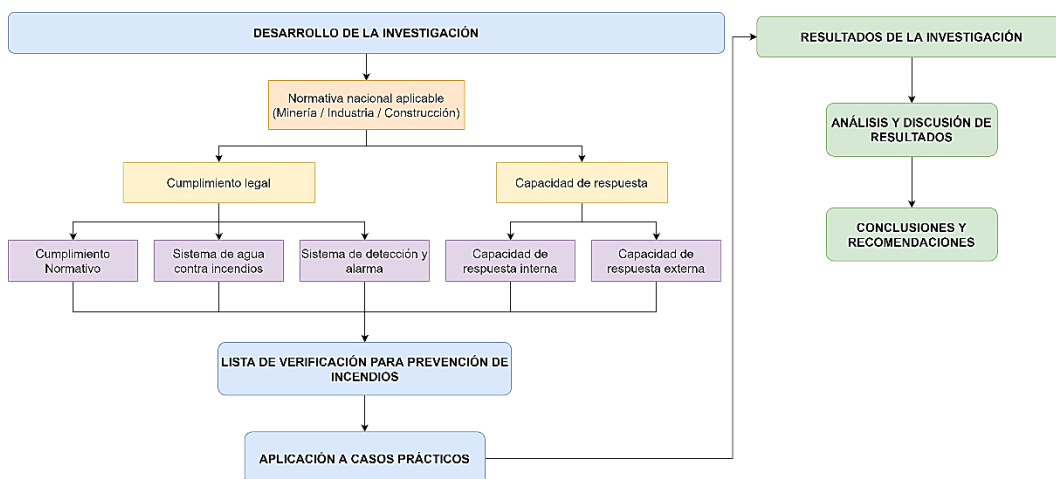 DESARROLLO DE LA INVESTIGACIÓN
Normativa nacional aplicable
(Minería / Industria / Construcción)
Cumplimiento legal
Capacidad de respuesta
Cumplimiento
Normativo
Sistema de agua
contra incendios
Sistema de detección y
alarma
Capacidad de
respuesta interna
Capacidad de
respuesta externa
LISTA DE VERIFICACIÓN PARA PREVENCIÓN DE
INCENDIOS
APLICACIÓN A CASOS PRÁCTICOS
RESULTADOS DE LA INVESTIGACIÓN
ANÁLISIS Y DISCUSIÓN DE
RESULTADOS
CONCLUSIONES Y
RECOMENDACIONES